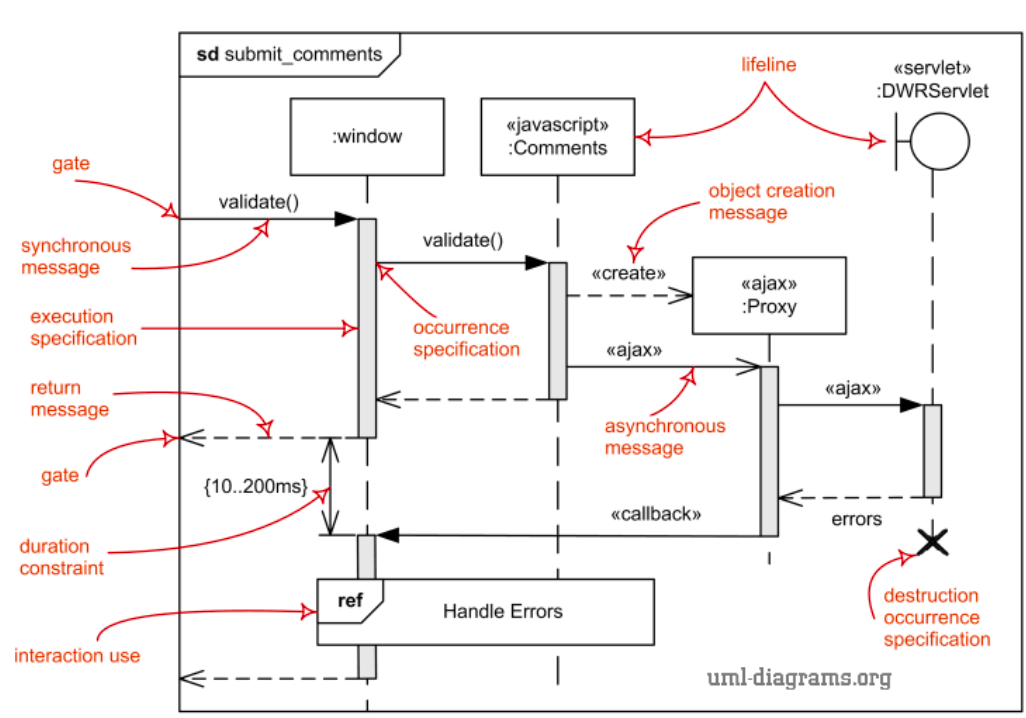 sd submit_comments
lifeline
«servlet»
:DWRServlet
:window
«javascript»
:Comments
gate
validate()
object creation
message
synchronous
message
validate()
«create»
«ajax»
:Proxy
execution
specification
occurrence
specification
«ajax»
return
message
«ajax»
asynchronous
message
gate
{10..200ms}
«callback»
errors
duration
constraint
ref
Handle Errors
destruction
occurrence
specification
interaction use
uml-diagrams.org